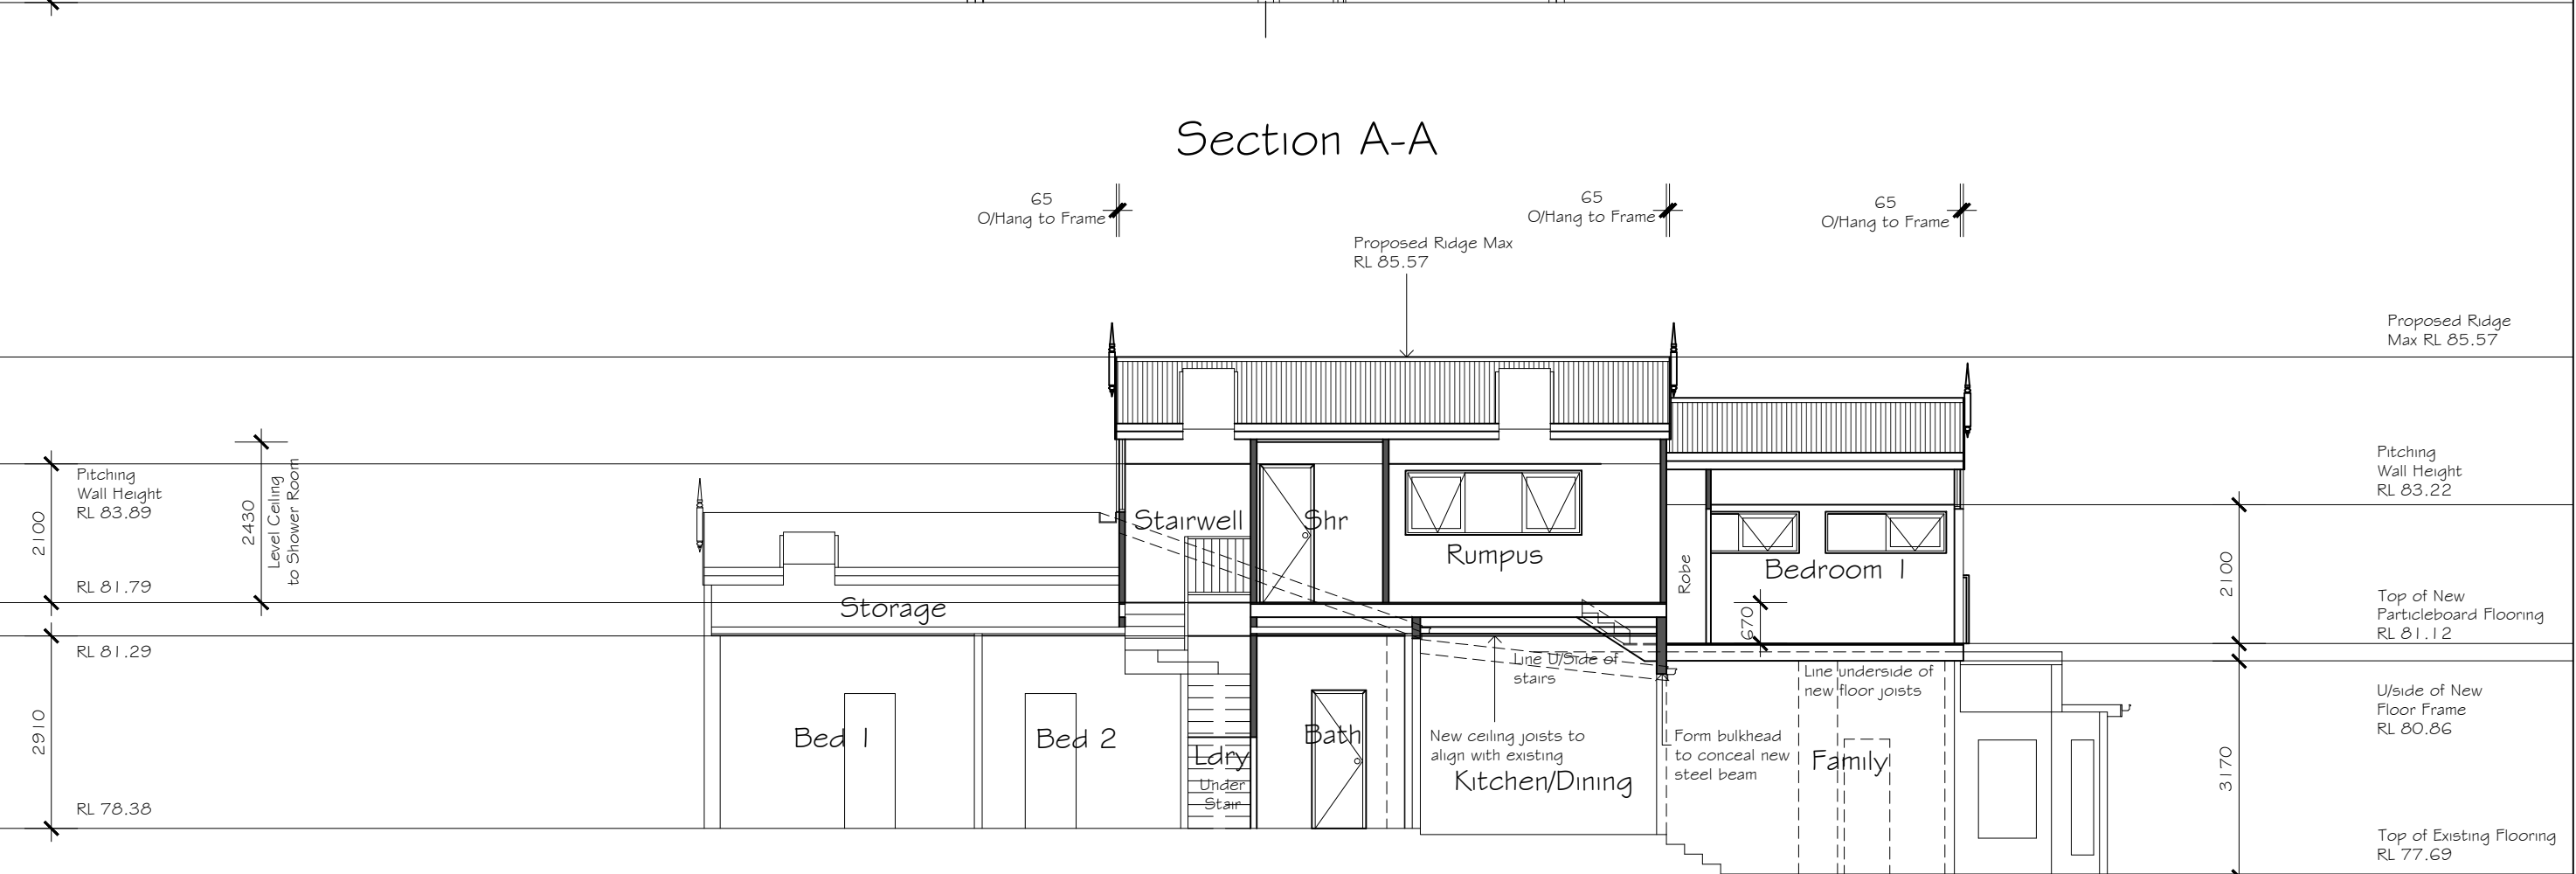 Section A-A
65
O/Hang to Frame
65
O/Hang to Frame
65
O/Hang to Frame
Proposed Ridge Max
RL 85.57
Proposed Ridge
Max RL 85.57
Pitching
Wall Height
RL 83.89
2100
RL 81.79
2430
Level Ceiling
to Shower Room
RL 81.29
2910
RL 78.38
Storage
Stairwell
Shr
Rumpus
Robe
Bedroom 1
670
Bed 1
Bed 2
Ldry
Under
Stair
Bath
Line U/Side of
stairs
New ceiling joists to
align with existing
Kitchen/Dining
Form bulkhead
to conceal new
steel beam
Line underside of
new floor joists
Family
Pitching
Wall Height
RL 83.22
2100
Top of New
Particleboard Flooring
RL 81.12
U/side of New
Floor Frame
RL 80.86
3170
Top of Existing Flooring
RL 77.69